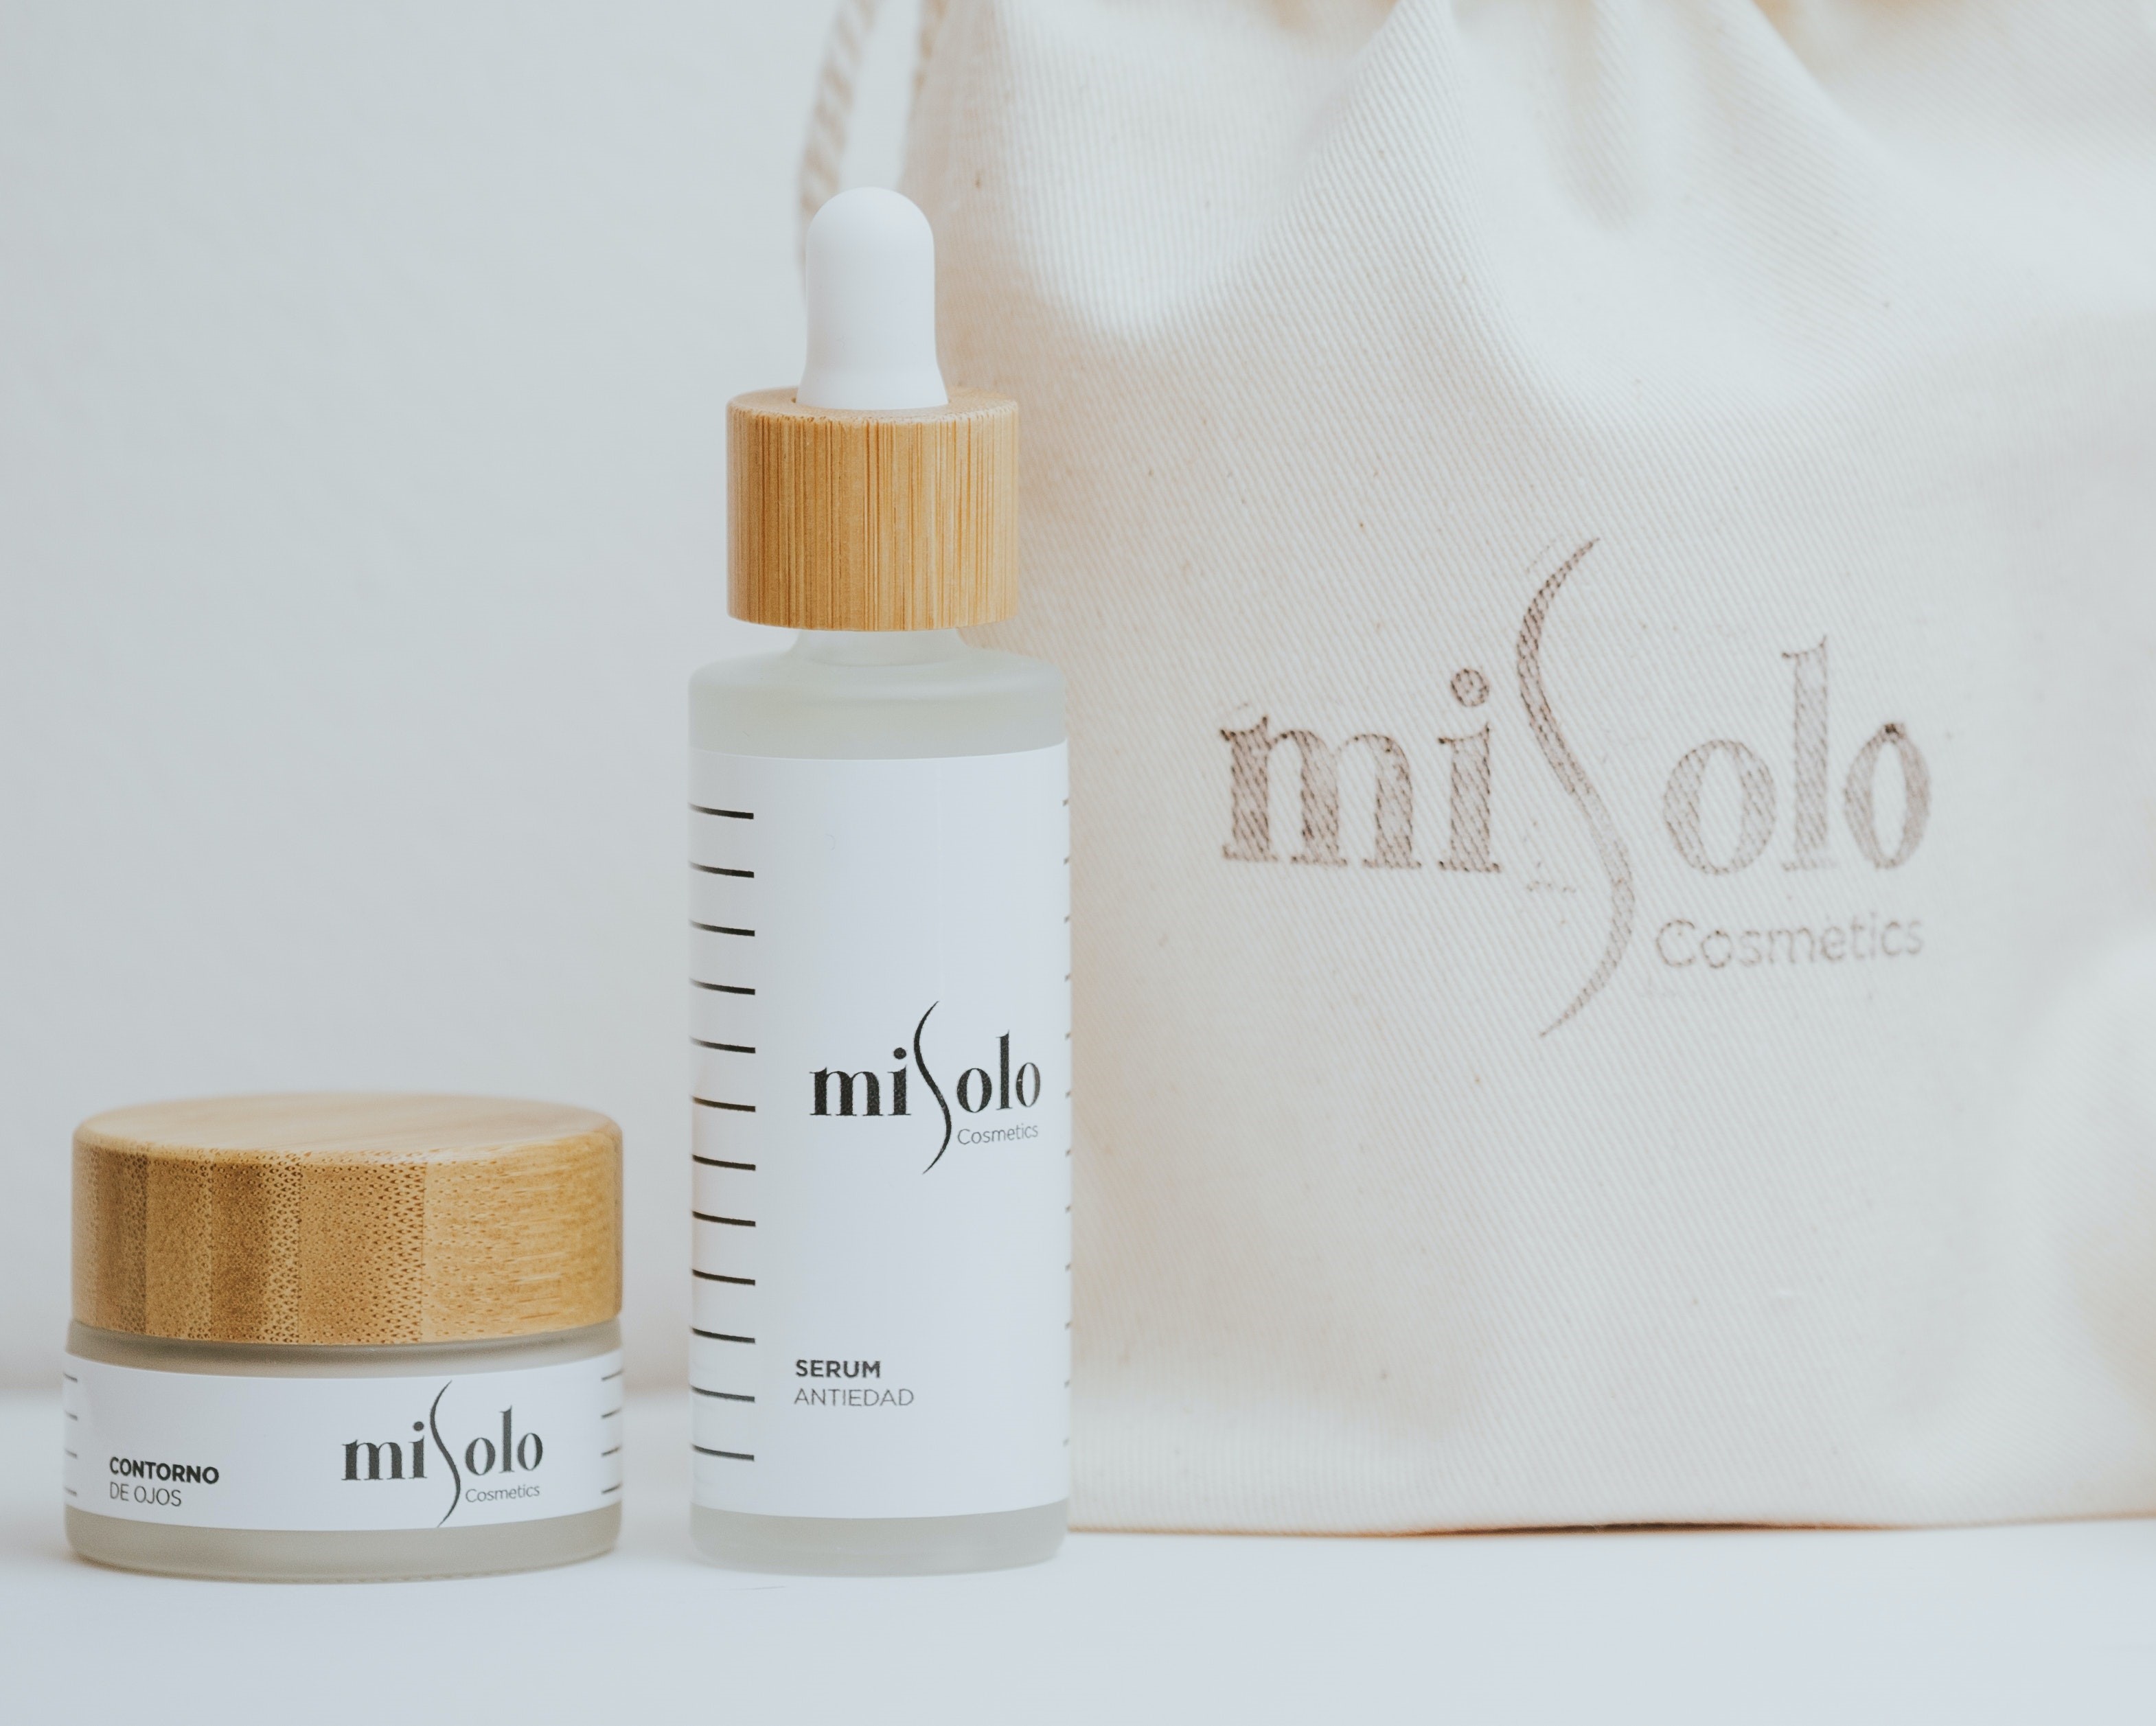 miSolo
Cosmetics
CONTORNO
DE OJOS
miSolo
Cosmetics
SERUM
ANTIEDAD
miSolo
Cosmetics